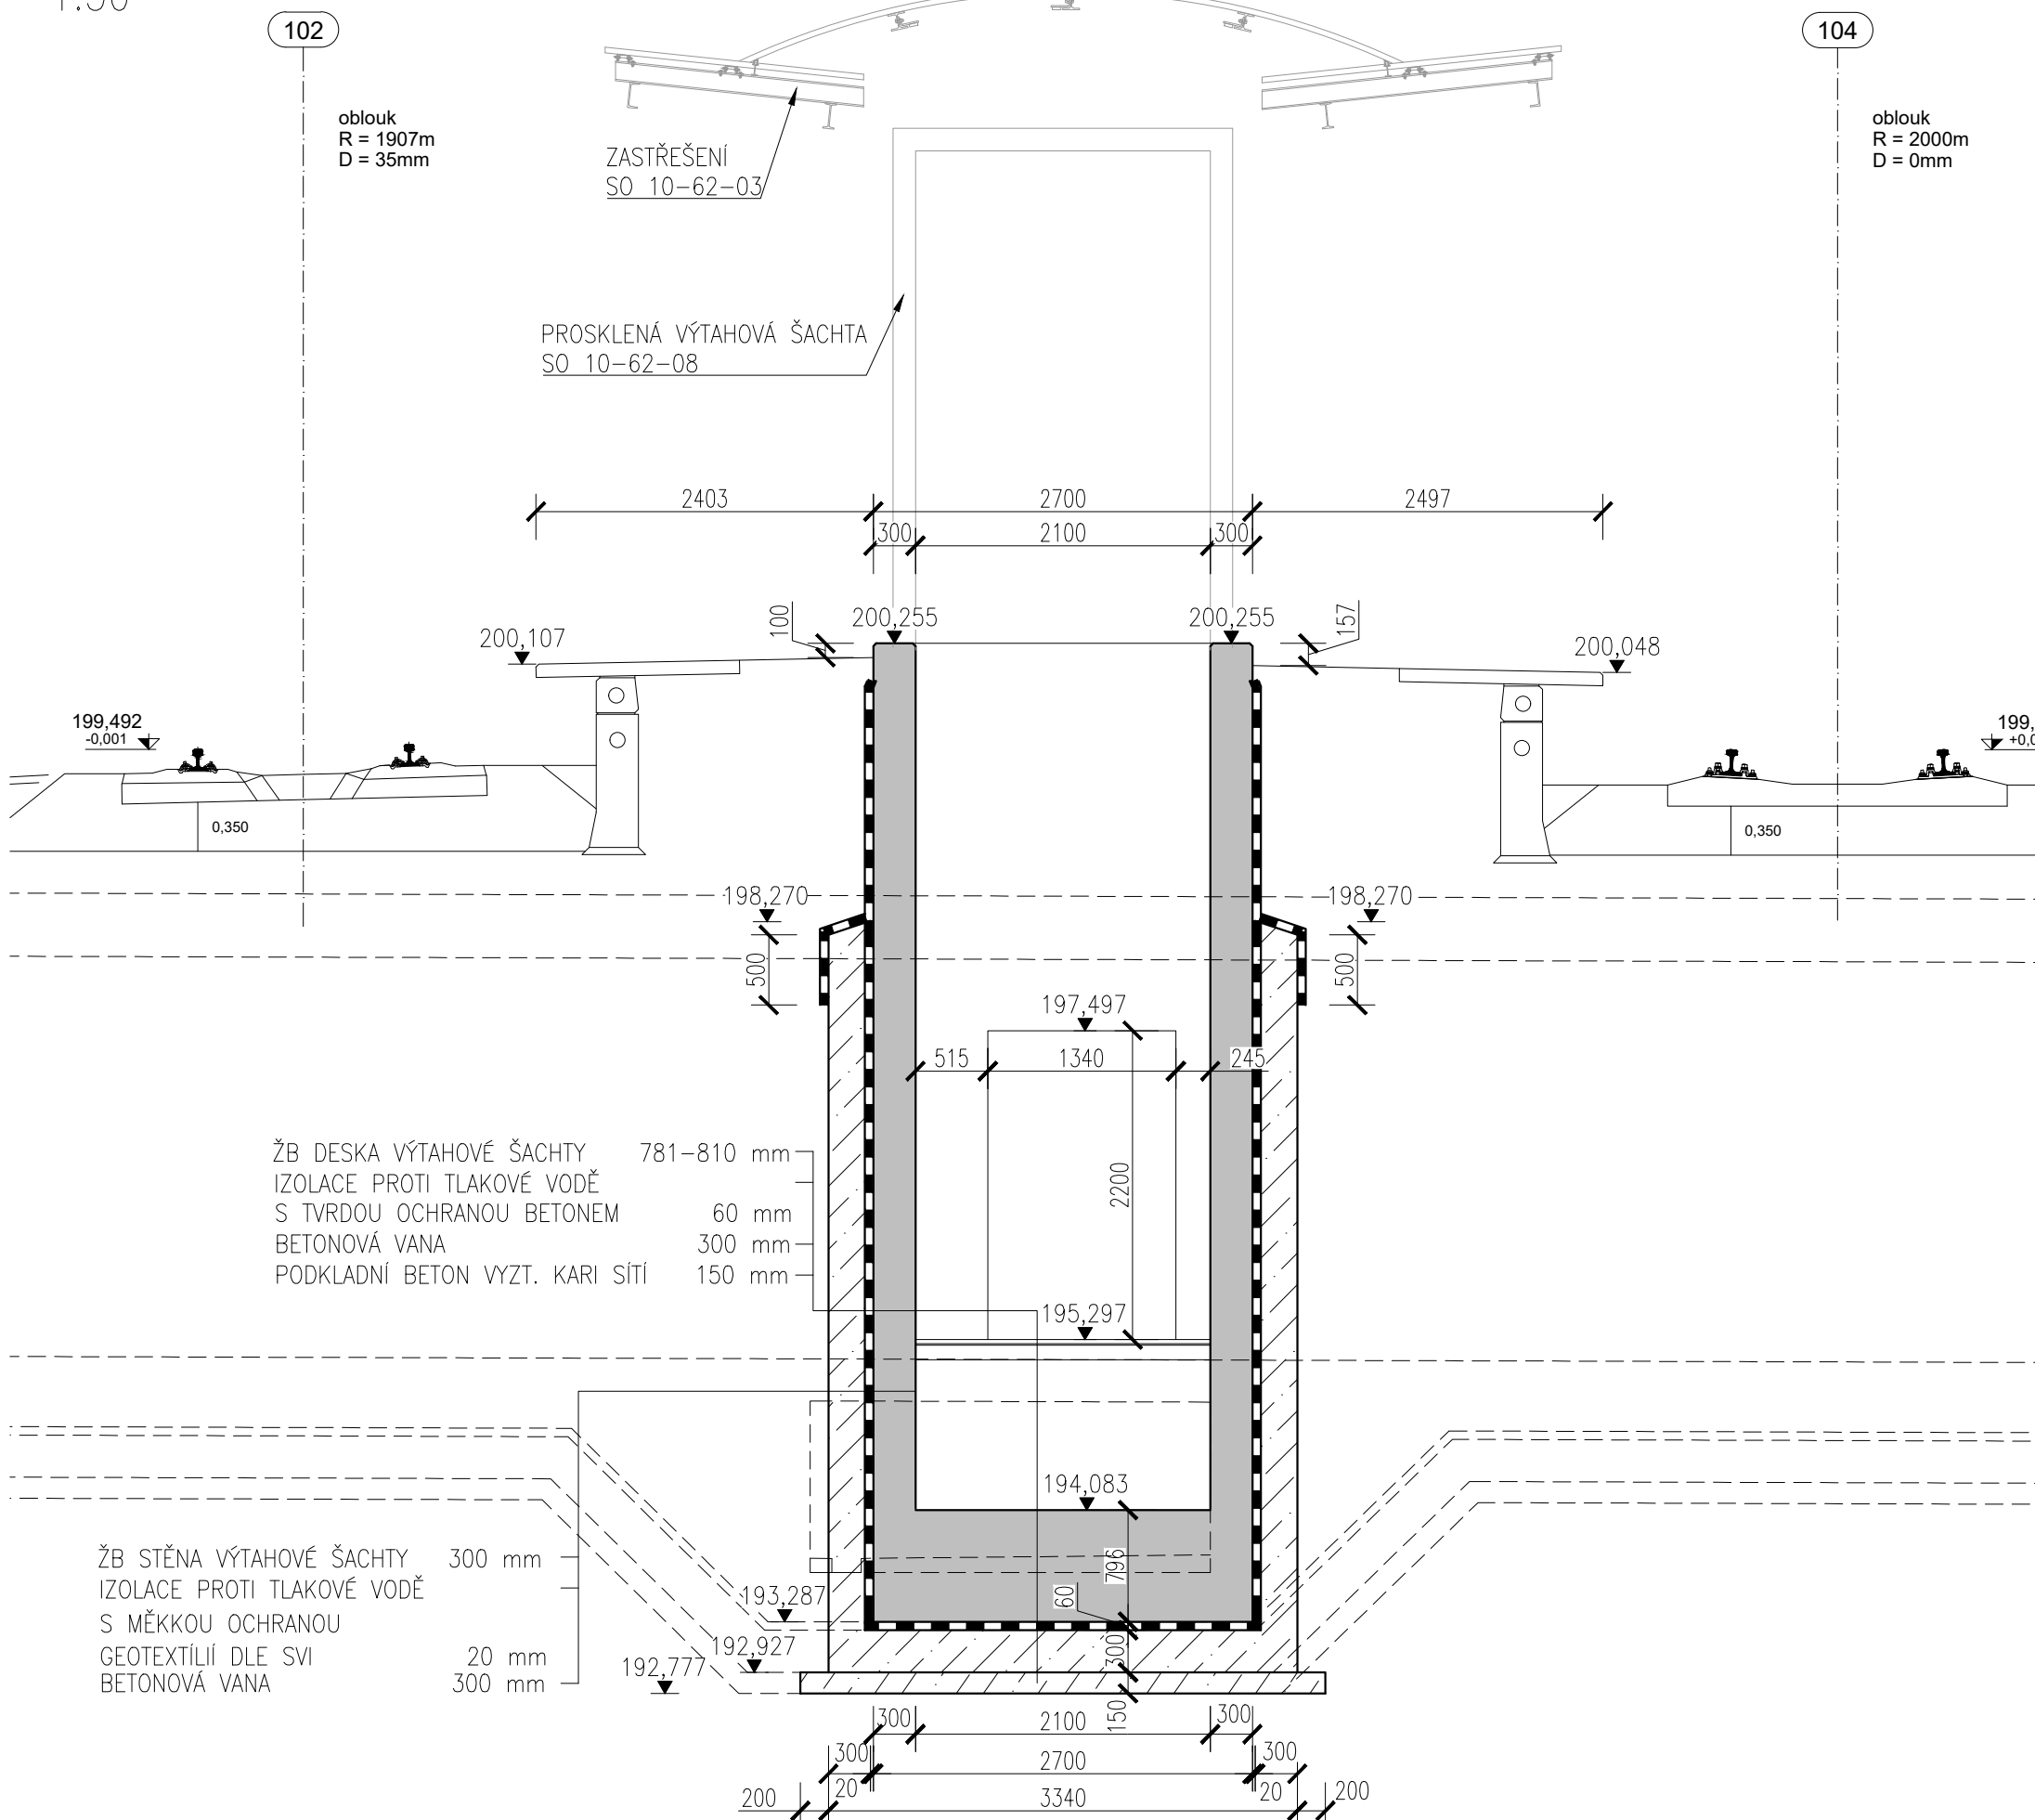 102
104
oblouk
R = 1907m
D = 35mm
oblouk
R = 2000m
D = 0mm
ZASTŘEŠENÍ
SO 10-62-03
PROSKLENÁ VÝTAHOVÁ ŠACHTA
SO 10-62-08
2403
2700
2497
300
2100
300
100
200,255
200,255
157
200,107
200,048
199,492
-0,001
199,
0,350
0,350
198,270
198,270
500
500
197,497
515
1340
245
2200
ŽB DESKA VÝTAHOVÉ ŠACHTY 781-810 mm
IZOLACE PROTI TLAKOVÉ VODĚ
S TVRDOU OCHRANOU BETONEM 60 mm
BETONOVÁ VANA 300 mm
PODKLADNÍ BETON VYZT. KARI SÍTÍ 150 mm
195,297
194,083
796
60
300
150
ŽB STĚNA VÝTAHOVÉ ŠACHTY 300 mm
IZOLACE PROTI TLAKOVÉ VODĚ
S MĚKKOU OCHRANOU
GEOTEXTÍLIÍ DLE SVI 20 mm
BETONOVÁ VANA 300 mm
193,287
192,927
192,777
300
2100
300
300
2700
300
20
20
200
3340
200